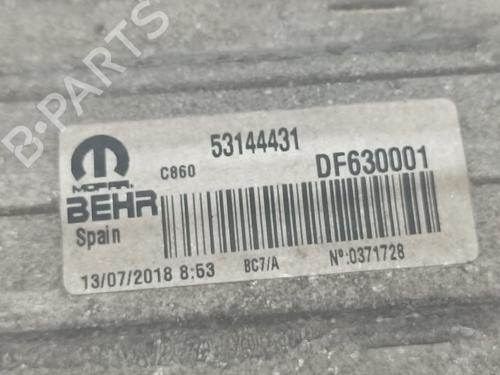 B-PARTS
53144431
C860
DF630001
MOPAR
BEHR
Spain
13/07/2018 8:53
BC7/A
Nº:0371728